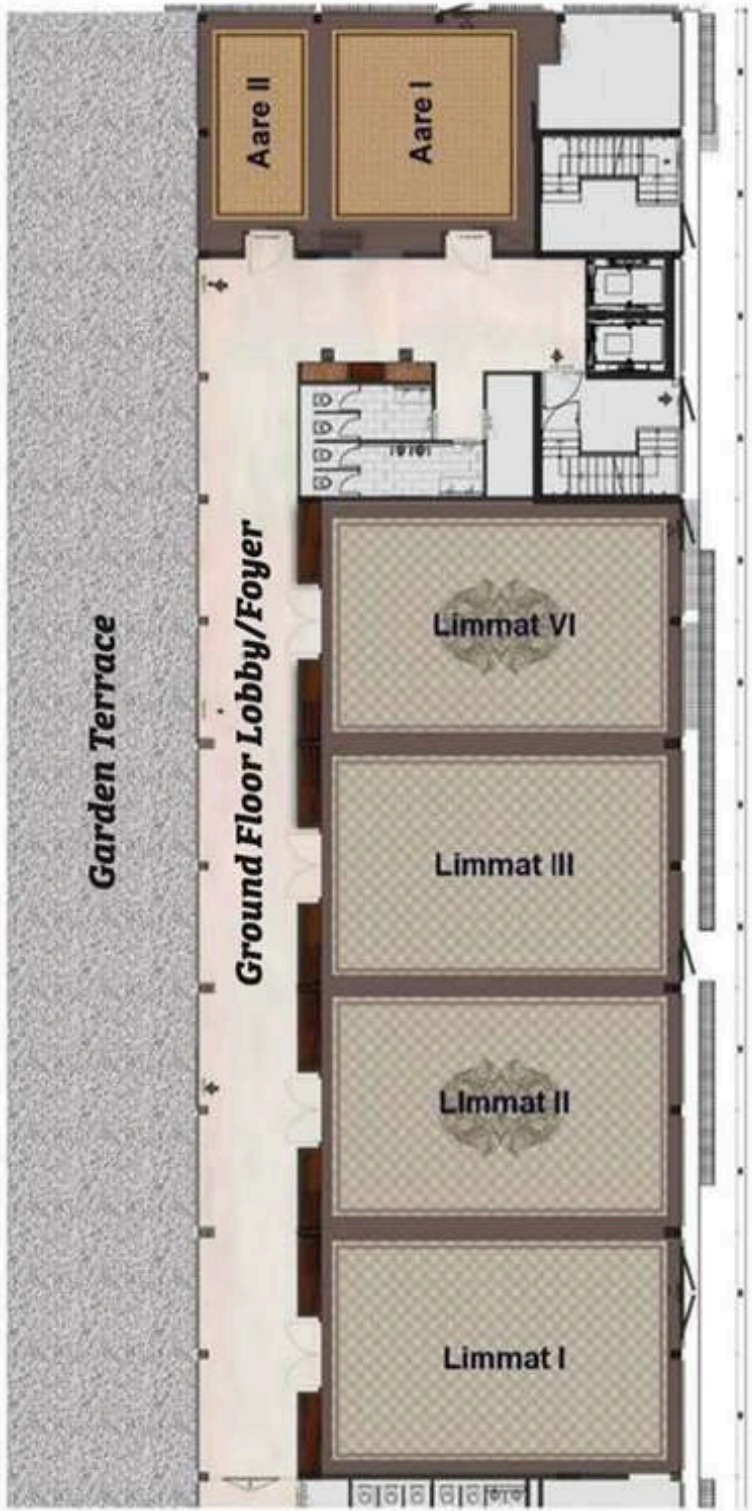 Aare II
Aare I
Garden Terrace
Ground Floor Lobby/Foyer
Limmat VI
Limmat III
LImmat II
Limmat I